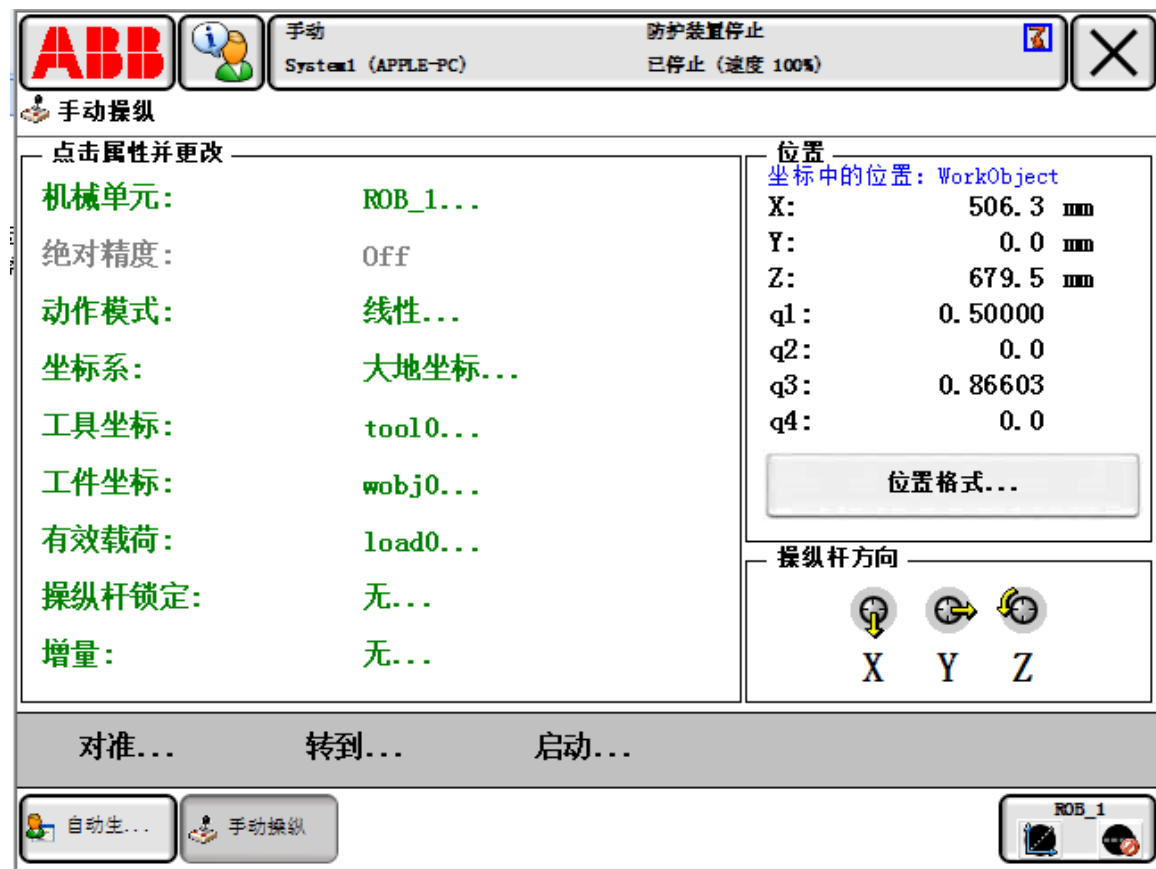 ABB
手动 防护装置停止
System1 (APPLE-PC) 已停止 (速度 100%)
手动操纵
点击属性并更改
机械单元: ROB_1...
绝对精度: Off
动作模式: 线性...
坐标系: 大地坐标...
工具坐标: tool0...
工件坐标: wobj0...
有效载荷: load0...
操纵杆锁定: 无...
增量: 无...
位置
坐标中的位置: WorkObject
X: 506.3 mm
Y: 0.0 mm
Z: 679.5 mm
q1: 0.50000
q2: 0.0
q3: 0.86603
q4: 0.0
位置格式...
操纵杆方向
X Y Z
对准... 转到... 启动...
自动生... 手动操纵 ROB_1